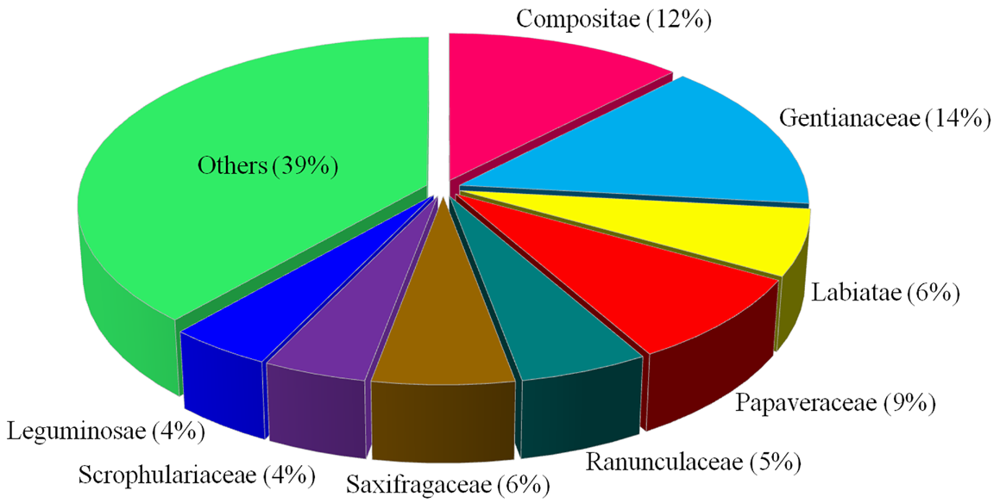 Compositae (12%)
Gentianaceae (14%)
Others (39%)
Labiatae (6%)
Papaveraceae (9%)
Leguminosae (4%)
Ranunculaceae (5%)
Scrophulariaceae (4%)
Saxifragaceae (6%)